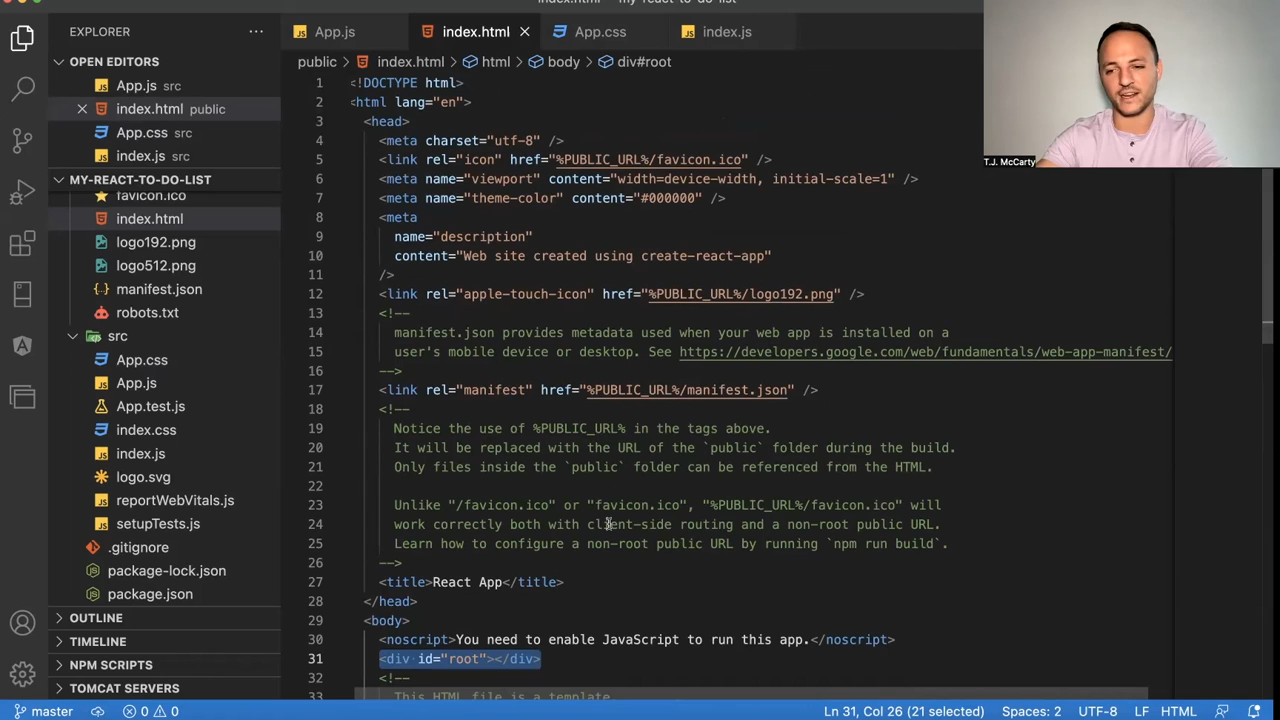 my-react-to-do-list
EXPLORER
App.js
index.html
App.css
index.js
OPEN EDITORS
public > index.html > html > body > div#root
App.js src
index.html public
App.css src
index.js src
MY-REACT-TO-DO-LIST
favicon.ico
index.html
logo192.png
logo512.png
manifest.json
robots.txt
src
App.css
App.js
App.test.js
index.css
index.js
logo.svg
reportWebVitals.js
setupTests.js
.gitignore
package-lock.json
package.json
OUTLINE
TIMELINE
NPM SCRIPTS
TOMCAT SERVERS
1 <!DOCTYPE html>
2 <html lang="en">
3 <head>
4 <meta charset="utf-8" />
5 <link rel="icon" href="%PUBLIC_URL%/favicon.ico" />
6 <meta name="viewport" content="width=device-width, initial-scale=1" />
7 <meta name="theme-color" content="#000000" />
8 <meta
9 name="description"
10 content="Web site created using create-react-app"
11 />
12 <link rel="apple-touch-icon" href="%PUBLIC_URL%/logo192.png" />
13 <!--
14 manifest.json provides metadata used when your web app is installed on a
15 user's mobile device or desktop. See https://developers.google.com/web/fundamentals/web-app-manifest/
16 -->
17 <link rel="manifest" href="%PUBLIC_URL%/manifest.json" />
18 <!--
19 Notice the use of %PUBLIC_URL% in the tags above.
20 It will be replaced with the URL of the `public` folder during the build.
21 Only files inside the `public` folder can be referenced from the HTML.
22
23 Unlike "/favicon.ico" or "favicon.ico", "%PUBLIC_URL%/favicon.ico" will
24 work correctly both with client-side routing and a non-root public URL.
25 Learn how to configure a non-root public URL by running `npm run build`.
26 -->
27 <title>React App</title>
28 </head>
29 <body>
30 <noscript>You need to enable JavaScript to run this app.</noscript>
31 <div id="root"></div>
32 <!--
33 This HTML file is a template.
T.J. McCarty
master
0 0
Ln 31, Col 26 (21 selected)
Spaces: 2
UTF-8
LF
HTML